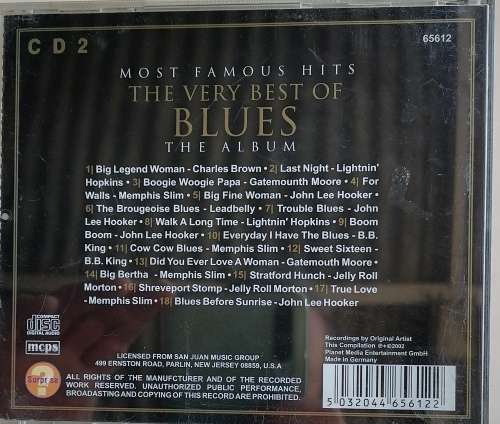 CD 2
65612
MOST FAMOUS HITS
THE VERY BEST OF
BLUES
THE ALBUM
1| Big Legend Woman - Charles Brown • 2| Last Night - Lightnin'
Hopkins • 3| Boogie Woogie Papa - Gatemounth Moore • 4| For
Walls - Memphis Slim • 5| Big Fine Woman - John Lee Hooker •
6| The Brougeoise Blues - Leadbelly • 7| Trouble Blues - John
Lee Hooker • 8| Walk A Long Time - Lightnin' Hopkins • 9| Boom
Boom - John Lee Hooker • 10| Everyday I Have The Blues - B.B.
King • 11| Cow Cow Blues - Memphis Slim • 12| Sweet Sixteen -
B.B. King • 13| Did You Ever Love A Woman - Gatemouth Moore •
14| Big Bertha - Memphis Slim • 15| Stratford Hunch - Jelly Roll
Morton • 16| Shreveport Stomp - Jelly Roll Morton • 17| True Love
- Memphis Slim • 18| Blues Before Sunrise - John Lee Hooker
COMPACT
disc
DIGITAL AUDIO
mcps
Surprise
LICENSED FROM SAN JUAN MUSIC GROUP
499 ERNSTON ROAD, PARLIN, NEW JERSEY 08859, U.S.A
ALL RIGHTS OF THE MANUFCTURER AND OF THE RECORDED
WORK RESERVED. UNAUTHORIZED PUBLIC PERFORMANCE,
BROADCASTING AND COPYING OF THIS RECORD ARE PROHIBITED.
Recordings by Original Artist
This Compilation ℗+©2002
Planet Media Entertainment GmbH
Made in Germany
5 032044 656122